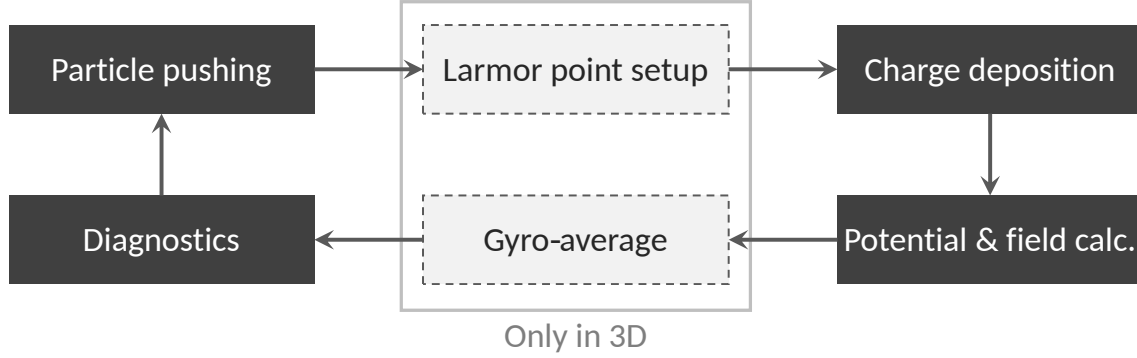 Particle pushing
Larmor point setup
Charge deposition
Diagnostics
Gyro-average
Potential & field calc.
Only in 3D